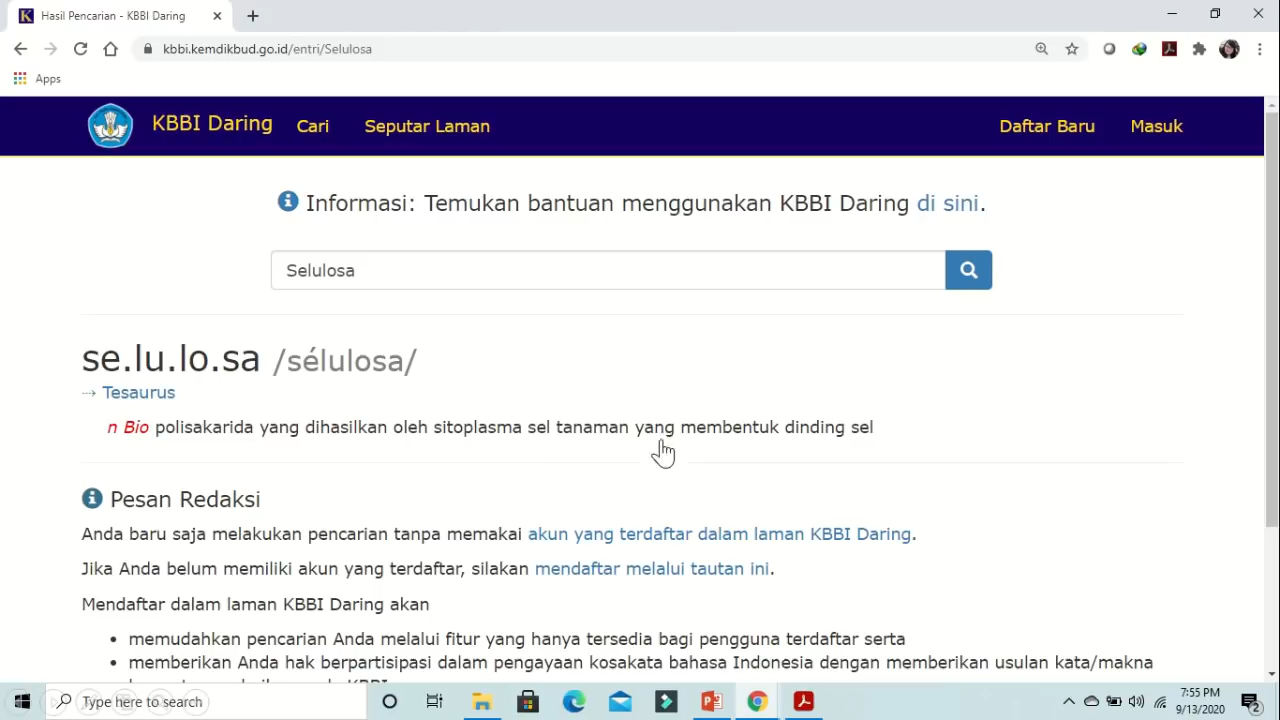 Hasil Pencarian - KBBI Daring
kbbi.kemdikbud.go.id/entri/Selulosa
Apps
KBBI Daring Cari Seputar Laman Daftar Baru Masuk
Informasi: Temukan bantuan menggunakan KBBI Daring di sini.
Selulosa
se.lu.lo.sa /sélulosa/
→ Tesaurus
n Bio polisakarida yang dihasilkan oleh sitoplasma sel tanaman yang membentuk dinding sel
Pesan Redaksi
Anda baru saja melakukan pencarian tanpa memakai akun yang terdaftar dalam laman KBBI Daring.
Jika Anda belum memiliki akun yang terdaftar, silakan mendaftar melalui tautan ini.
Mendaftar dalam laman KBBI Daring akan
• memudahkan pencarian Anda melalui fitur yang hanya tersedia bagi pengguna terdaftar serta
• memberikan Anda hak berpartisipasi dalam pengayaan kosakata bahasa Indonesia dengan memberikan usulan kata/makna
Type here to search
7:55 PM
9/13/2020
2